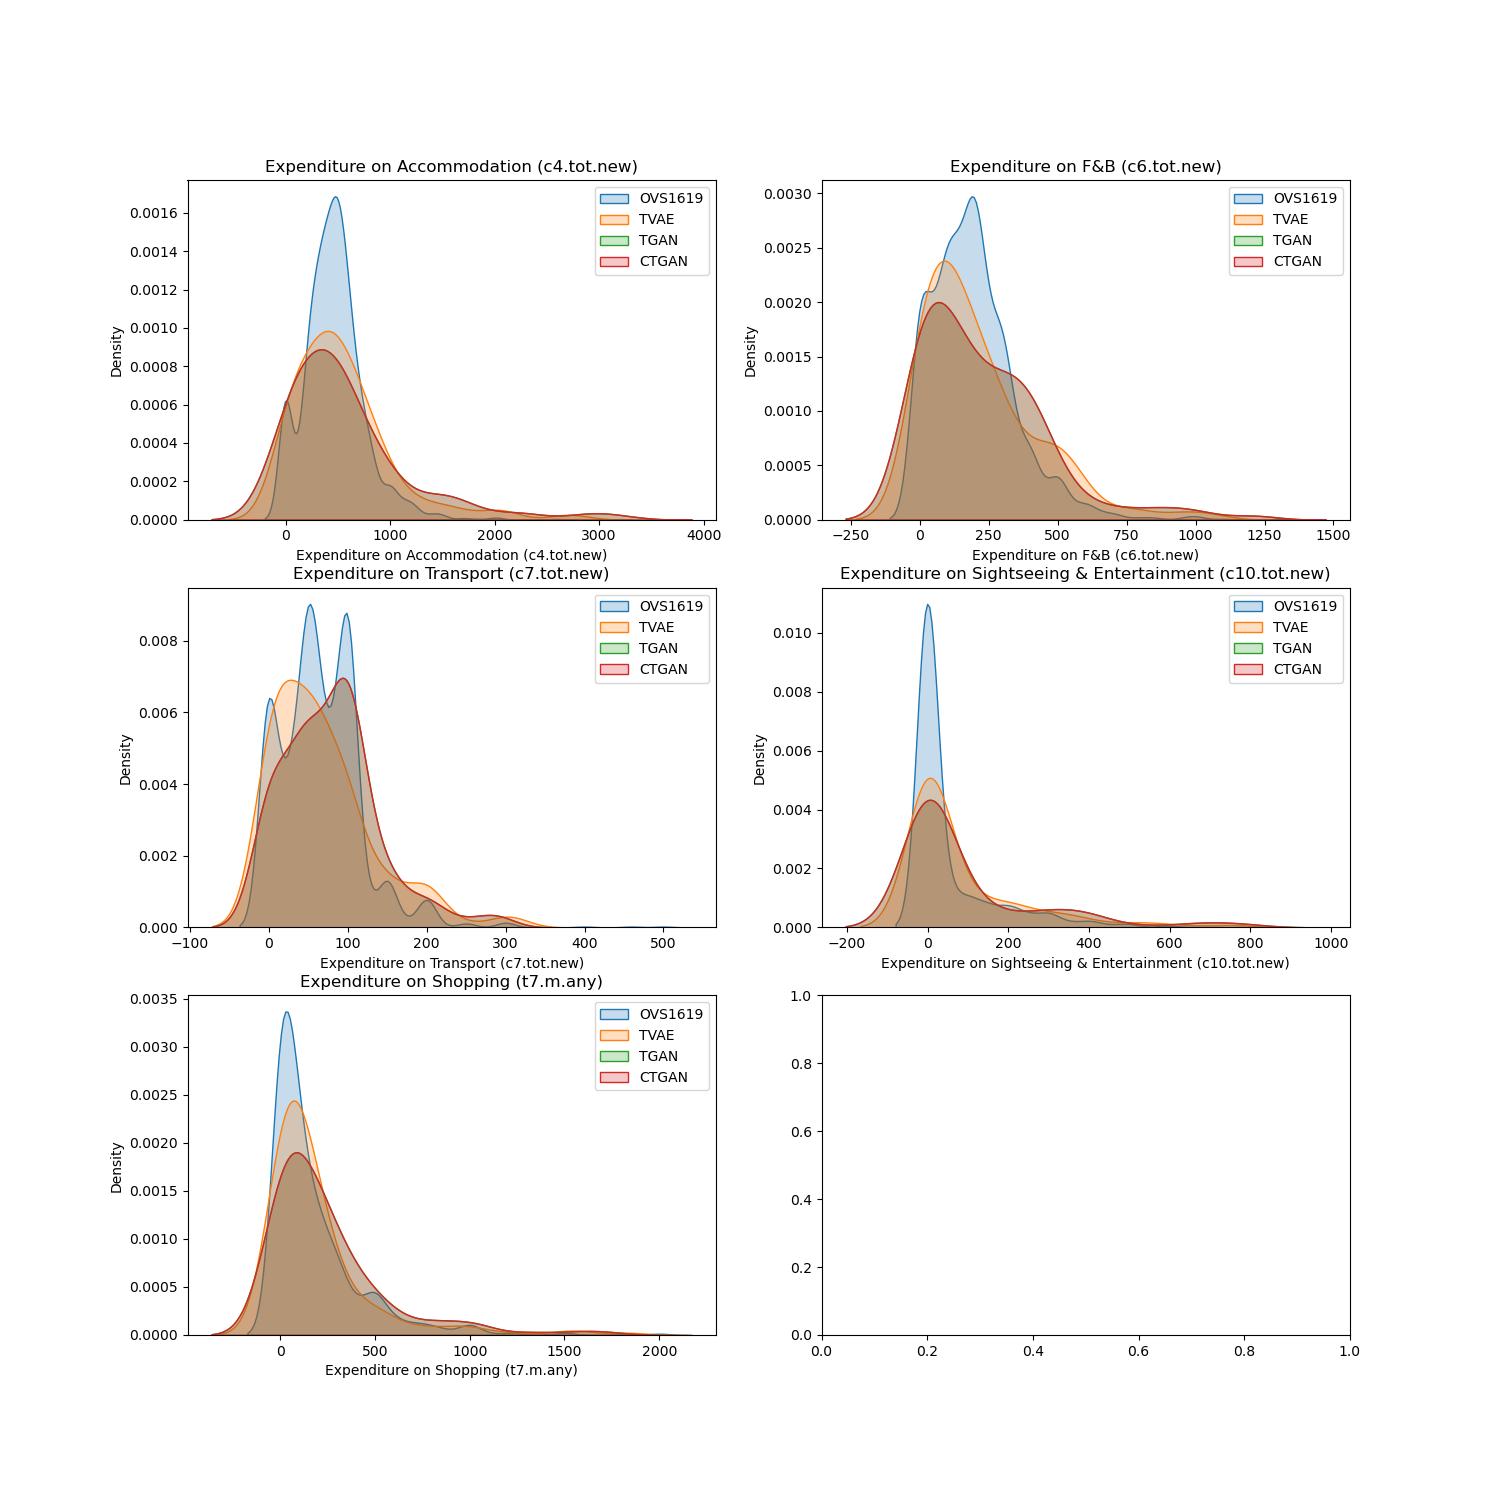 Expenditure on Accommodation (c4.tot.new)
0.0016
0.0014
0.0012
0.0010
0.0008
0.0006
0.0004
0.0002
0.0000
Density
OVS1619
TVAE
TGAN
CTGAN
0 1000 2000 3000 4000
Expenditure on Accommodation (c4.tot.new)
Expenditure on F&B (c6.tot.new)
0.0030
0.0025
0.0020
0.0015
0.0010
0.0005
0.0000
Density
OVS1619
TVAE
TGAN
CTGAN
−250 0 250 500 750 1000 1250 1500
Expenditure on F&B (c6.tot.new)
Expenditure on Transport (c7.tot.new)
0.008
0.006
0.004
0.002
0.000
Density
OVS1619
TVAE
TGAN
CTGAN
−100 0 100 200 300 400 500
Expenditure on Transport (c7.tot.new)
Expenditure on Sightseeing & Entertainment (c10.tot.new)
0.010
0.008
0.006
0.004
0.002
0.000
Density
OVS1619
TVAE
TGAN
CTGAN
−200 0 200 400 600 800 1000
Expenditure on Sightseeing & Entertainment (c10.tot.new)
Expenditure on Shopping (t7.m.any)
0.0035
0.0030
0.0025
0.0020
0.0015
0.0010
0.0005
0.0000
Density
OVS1619
TVAE
TGAN
CTGAN
0 500 1000 1500 2000
Expenditure on Shopping (t7.m.any)
1.0
0.8
0.6
0.4
0.2
0.0
0.0 0.2 0.4 0.6 0.8 1.0